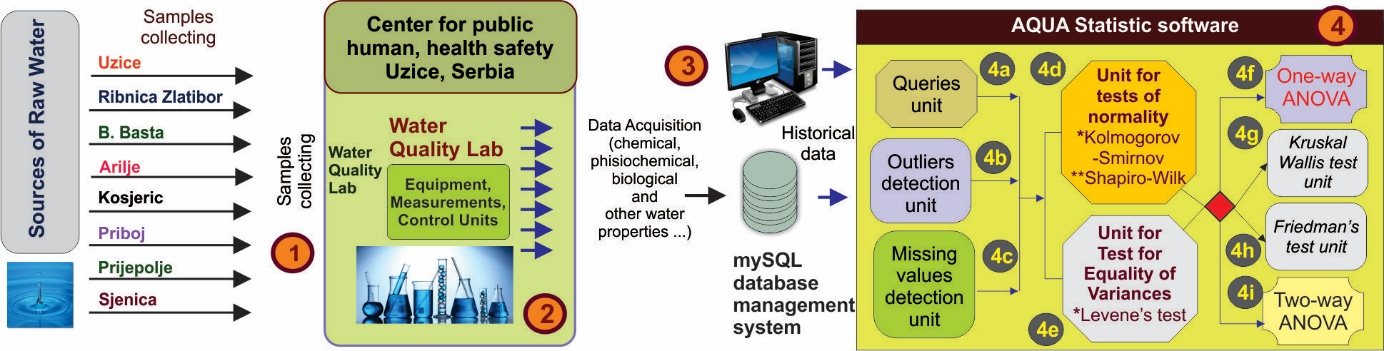 Sources of Raw Water
Samples
collecting
Uzice
Ribnica Zlatibor
B. Basta
Arilje
Kosjeric
Priboj
Prijepolje
Sjenica
Samples
collecting
1
Center for public
human, health safety
Uzice, Serbia
Water
Quality
Lab
Water
Quality Lab
Equipment,
Measurements,
Control Units
2
Data Acquisition
(chemical,
phisiochemical,
biological
and
other water
properties ...)
3
Historical
data
mySQL
database
management
system
AQUA Statistic software
4
Queries
unit
4a
Outliers
detection
unit
4b
Missing
values
detection
unit
4c
4d
Unit for
tests of
normality
*Kolmogorov
-Smirnov
**Shapiro-Wilk
Unit for
Test for
Equality of
Variances
*Levene's test
4e
4f
One-way
ANOVA
4g
Kruskal
Wallis test
unit
4h
Friedman's
test unit
4i
Two-way
ANOVA